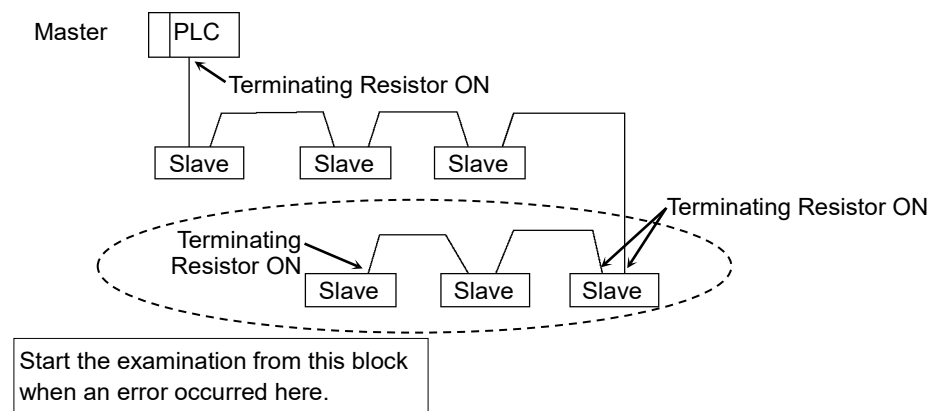 Master
PLC
Terminating Resistor ON
Slave
Slave
Slave
Terminating Resistor ON
Terminating
Resistor ON
Slave
Slave
Slave
Start the examination from this block
when an error occurred here.